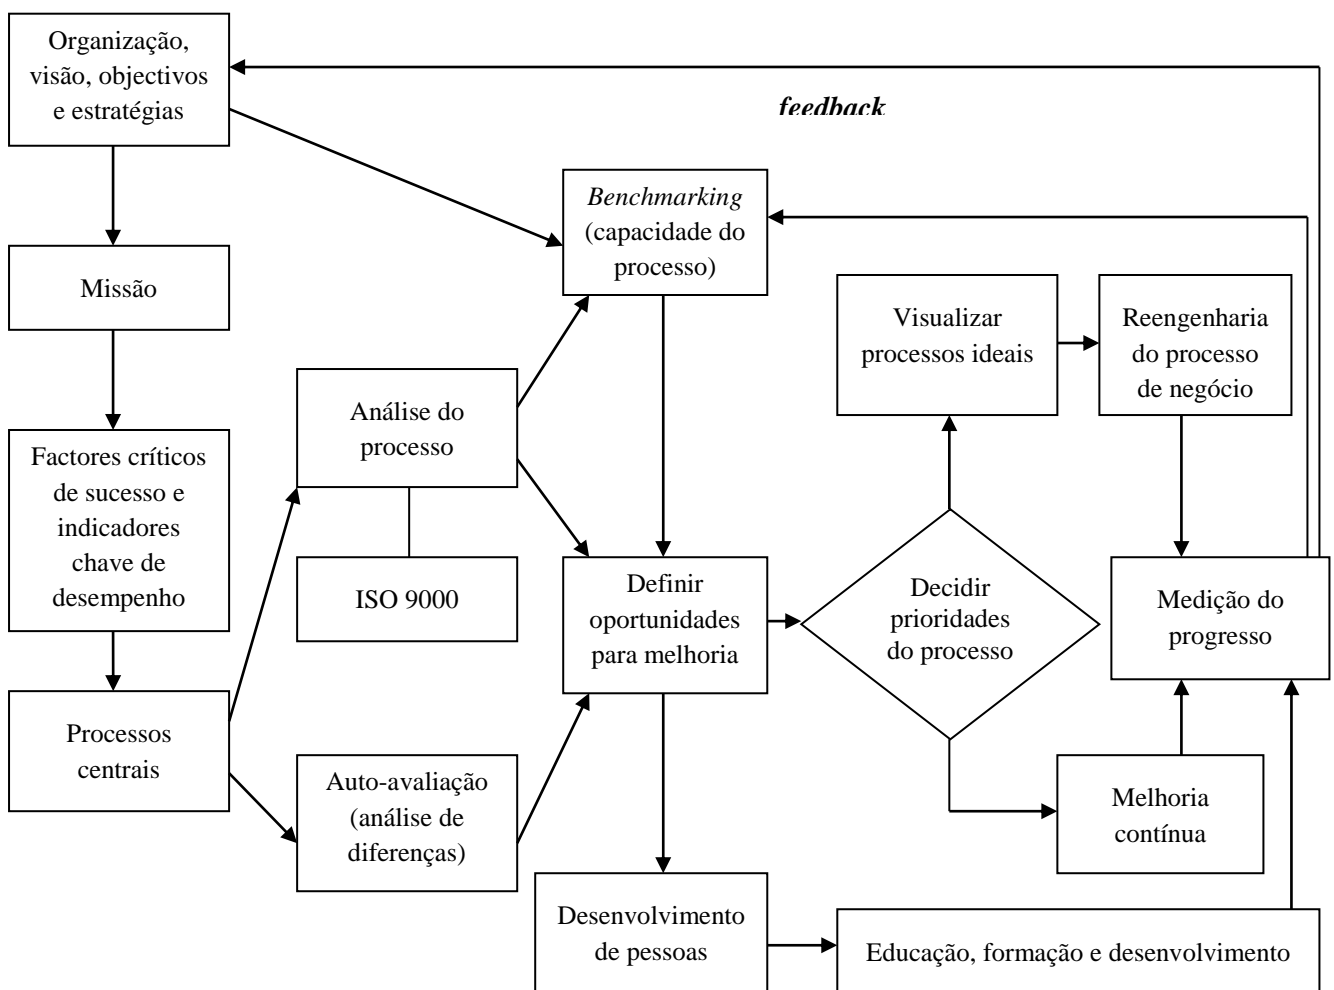 Organização,
visão, objectivos
e estratégias
feedback
Benchmarking
(capacidade do
processo)
Missão
Visualizar
processos ideais
Reengenharia
do processo
de negócio
Análise do
processo
Factores críticos
de sucesso e
indicadores
chave de
desempenho
ISO 9000
Definir
oportunidades
para melhoria
Decidir
prioridades
do processo
Medição do
progresso
Processos
centrais
Auto-avaliação
(análise de
diferenças)
Melhoria
contínua
Desenvolvimento
de pessoas
Educação, formação e desenvolvimento